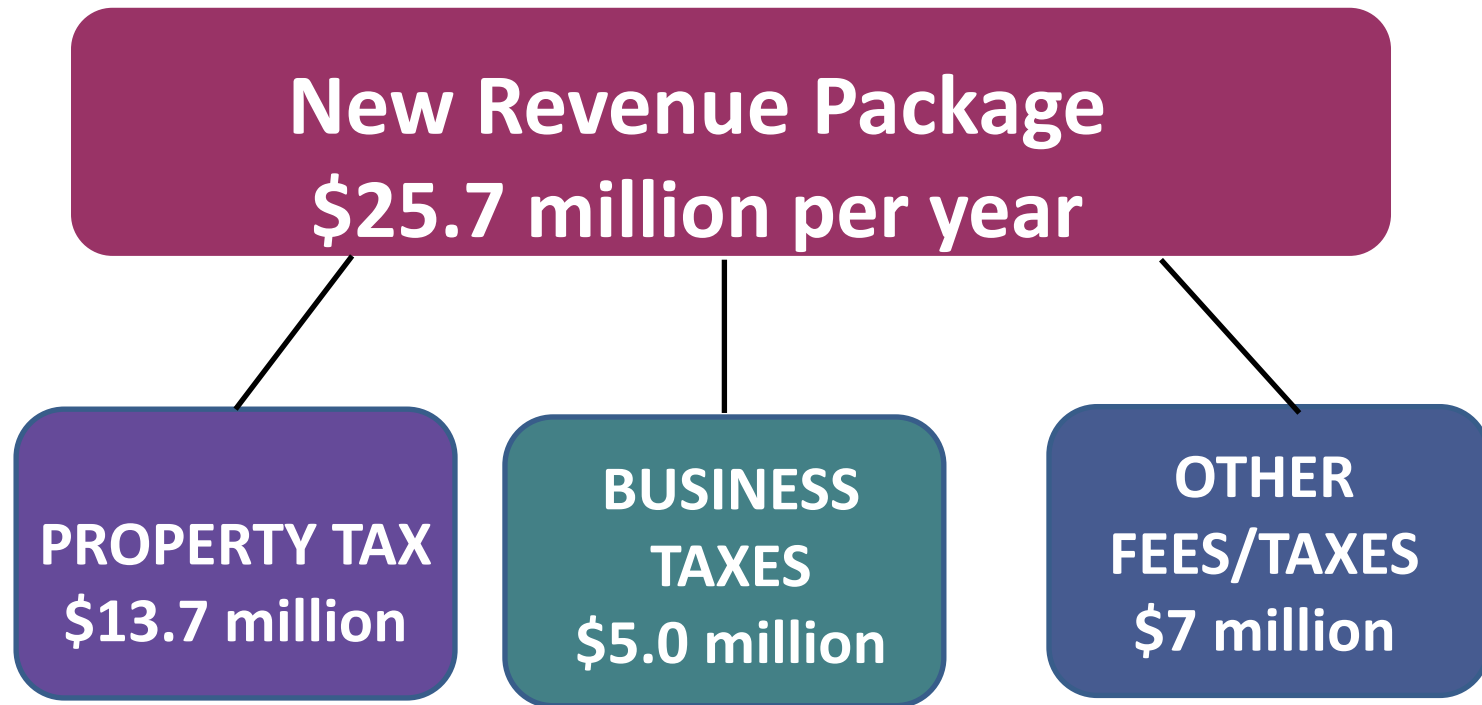 New Revenue Package
$25.7 million per year
PROPERTY TAX
$13.7 million
BUSINESS
TAXES
$5.0 million
OTHER
FEES/TAXES
$7 million